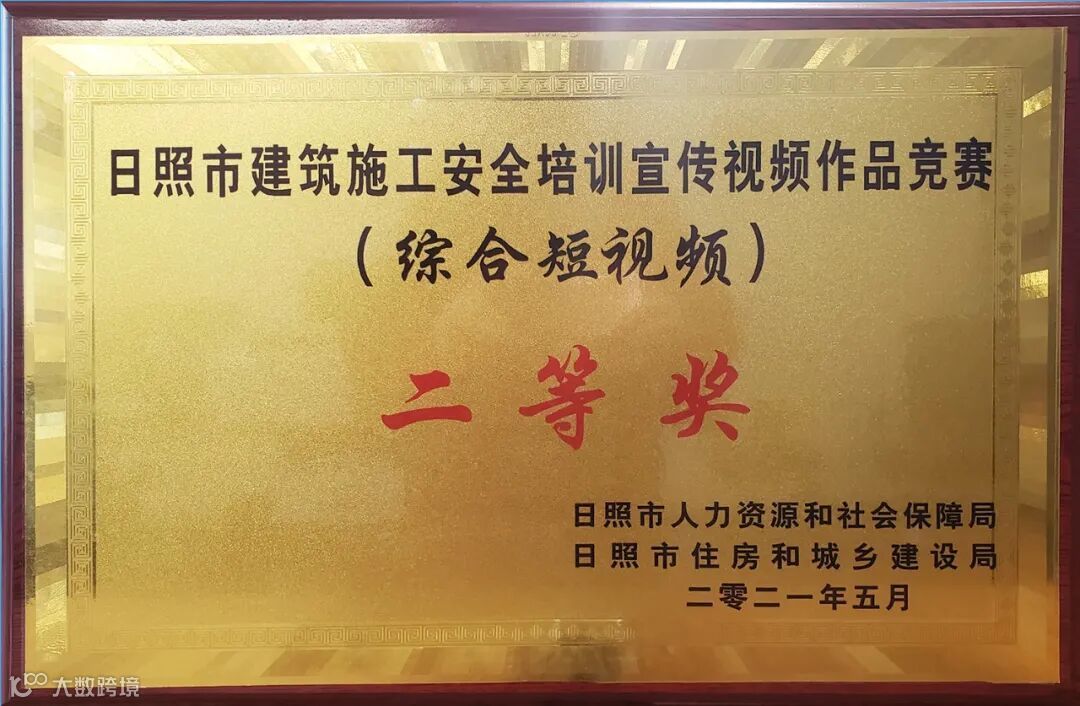 日照市建筑施工安全培训宣传视频作品竞赛
（综合短视频）
二等奖
日照市人力资源和社会保障局
日照市住房和城乡建设局
二零二一年五月
大数跨境